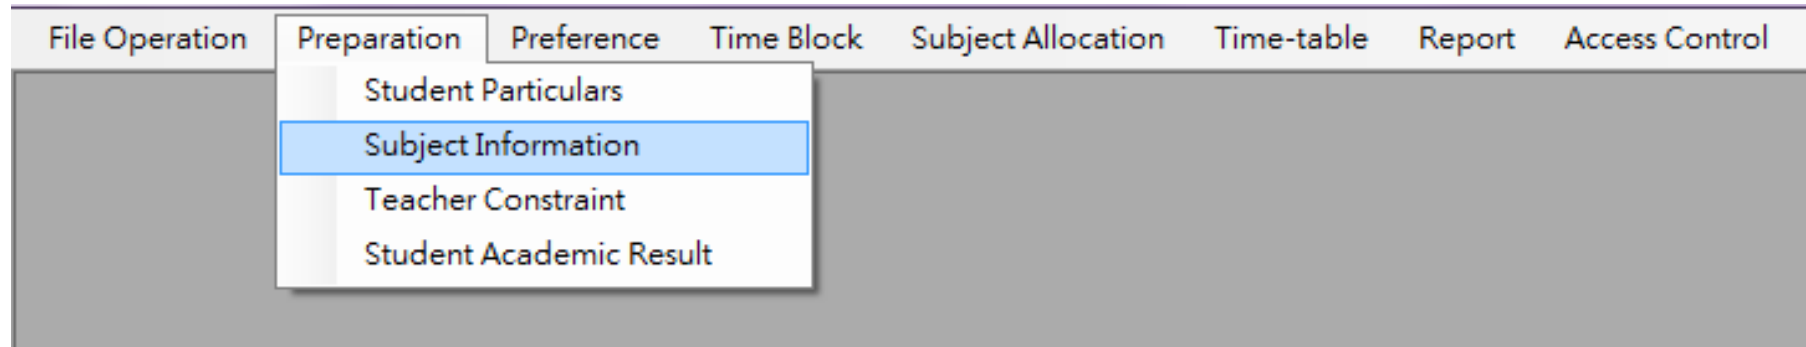 File Operation Preparation Preference Time Block Subject Allocation Time-table Report Access Control
Student Particulars
Subject Information
Teacher Constraint
Student Academic Result